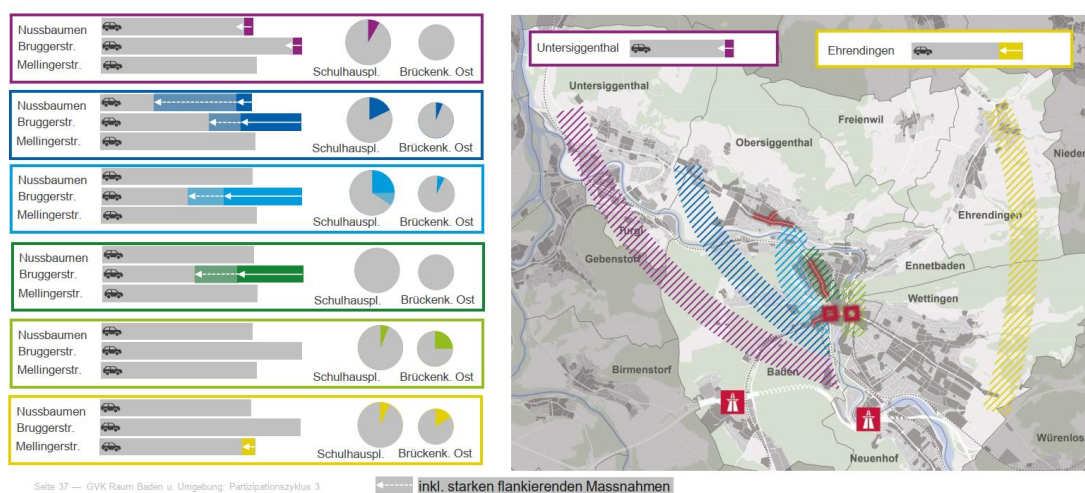 Nussbaumen
Bruggerstr.
Mellingerstr.
Schulhauspl. Brückenk. Ost
Nussbaumen
Bruggerstr.
Mellingerstr.
Schulhauspl. Brückenk. Ost
Nussbaumen
Bruggerstr.
Mellingerstr.
Schulhauspl. Brückenk. Ost
Nussbaumen
Bruggerstr.
Mellingerstr.
Schulhauspl. Brückenk. Ost
Nussbaumen
Bruggerstr.
Mellingerstr.
Schulhauspl. Brückenk. Ost
Nussbaumen
Bruggerstr.
Mellingerstr.
Schulhauspl. Brückenk. Ost
Untersiggenthal
Ehrendingen
Untersiggenthal
Freienwil
Obersiggenthal
Ehrendingen
Turgi
Gebenstorf
Ennetbaden
Wettingen
Birmenstorf
Baden
Neuenhof
Würenlos
Seite 37 — GVK Raum Baden u. Umgebung: Partizipationszyklus 3
inkl. starken flankierenden Massnahmen